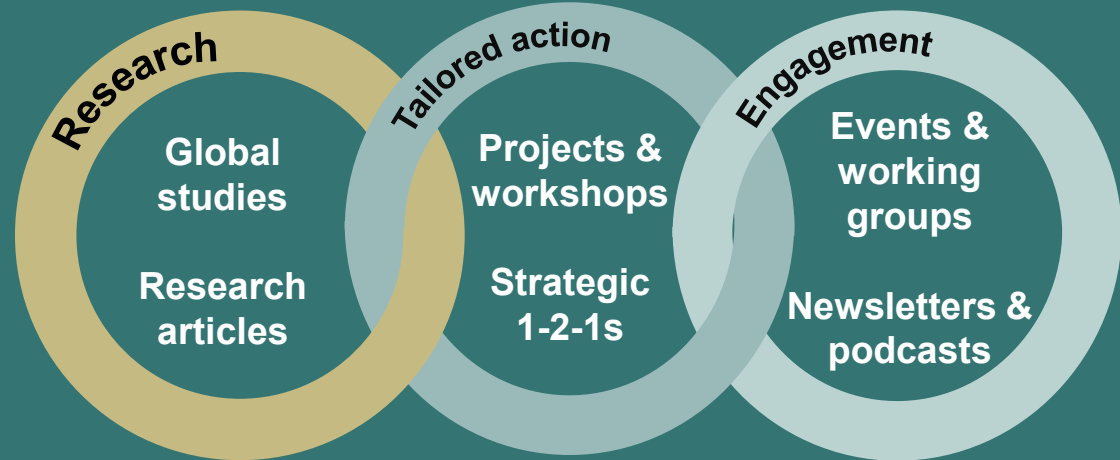 Research
Global
studies
Research
articles
Tailored action
Projects &
workshops
Strategic
1-2-1s
Engagement
Events &
working
groups
Newsletters &
podcasts